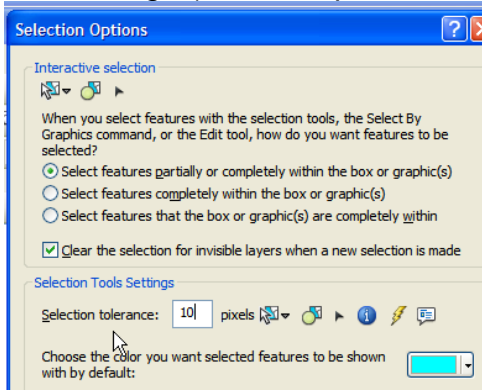 Selection Options
Interactive selection
When you select features with the selection tools, the Select By
Graphics command, or the Edit tool, how do you want features to be
selected?
Select features partially or completely within the box or graphic(s)
Select features completely within the box or graphic(s)
Select features that the box or graphic(s) are completely within
Clear the selection for invisible layers when a new selection is made
Selection Tools Settings
Selection tolerance: 10 pixels
Choose the color you want selected features to be shown
with by default: